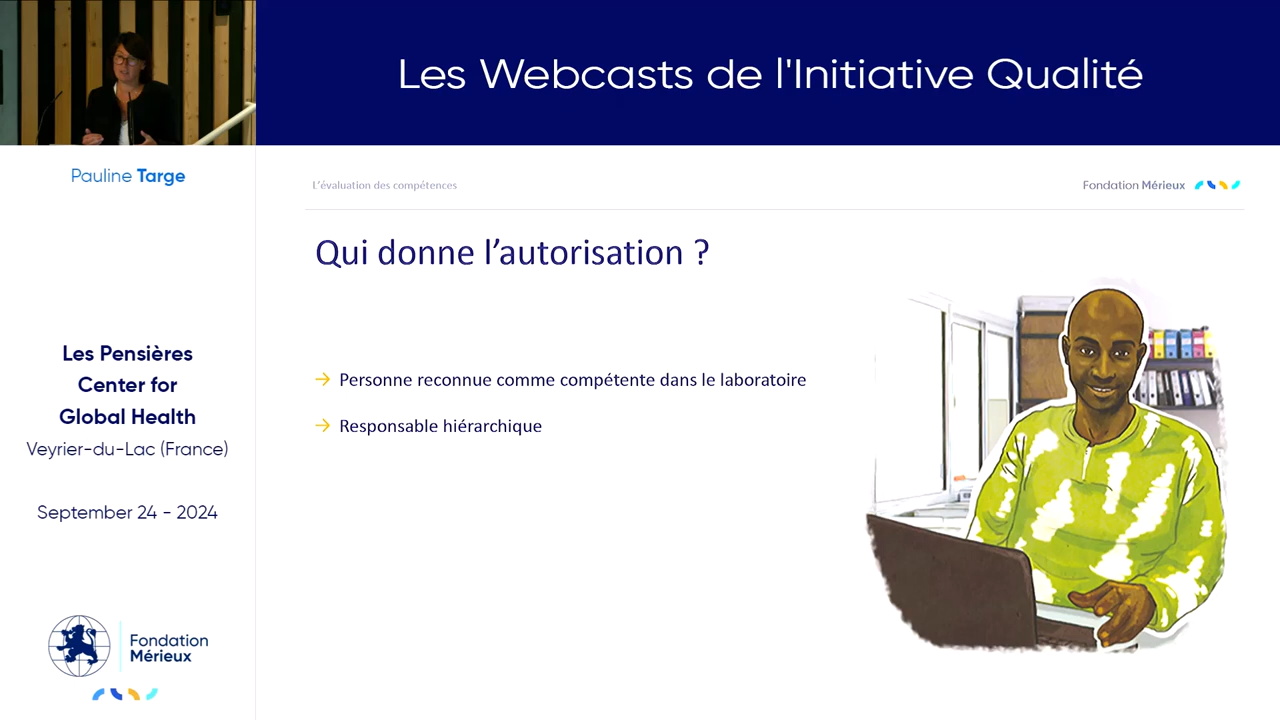 Les Webcasts de l'Initiative Qualité
Pauline Targe
Les Pensières
Center for
Global Health
Veyrier-du-Lac (France)
September 24 - 2024
Fondation
Mérieux
L’évaluation des compétences
Fondation Mérieux
Qui donne l’autorisation ?
→ Personne reconnue comme compétente dans le laboratoire
→ Responsable hiérarchique